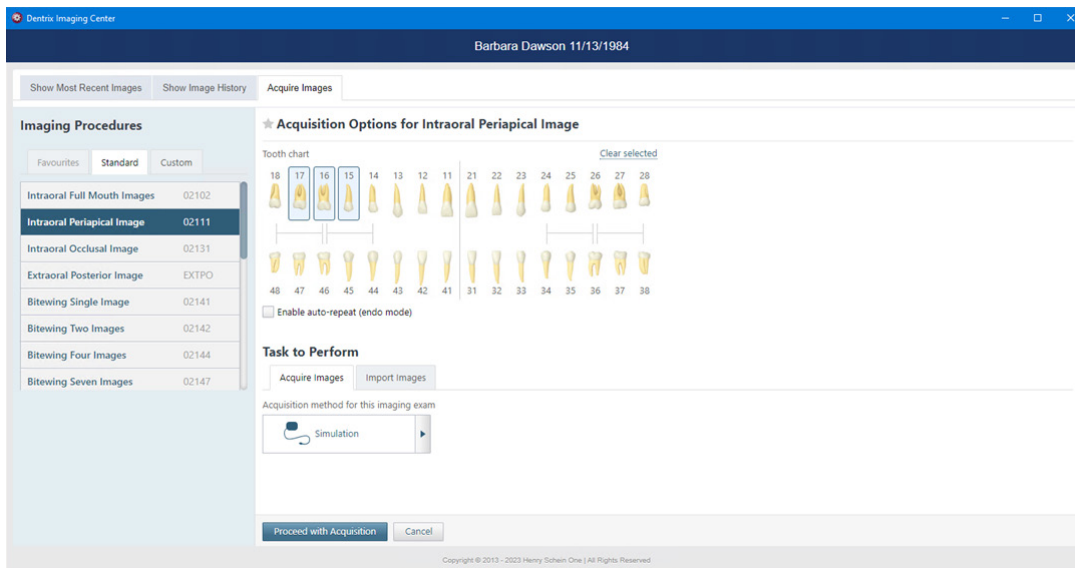 Dentrix Imaging Center
Barbara Dawson 11/13/1984
Show Most Recent Images Show Image History Acquire Images
Imaging Procedures
Favourites Standard Custom
Intraoral Full Mouth Images 02102
Intraoral Periapical Image 02111
Intraoral Occlusal Image 02131
Extraoral Posterior Image EXTPO
Bitewing Single Image 02141
Bitewing Two Images 02142
Bitewing Four Images 02144
Bitewing Seven Images 02147
Acquisition Options for Intraoral Periapical Image
Tooth chart Clear selected
18 17 16 15 14 13 12 11 21 22 23 24 25 26 27 28
48 47 46 45 44 43 42 41 31 32 33 34 35 36 37 38
Enable auto-repeat (endo mode)
Task to Perform
Acquire Images Import Images
Acquisition method for this imaging exam
Simulation
Proceed with Acquisition Cancel
Copyright © 2013 - 2023 Henry Schein One | All Rights Reserved